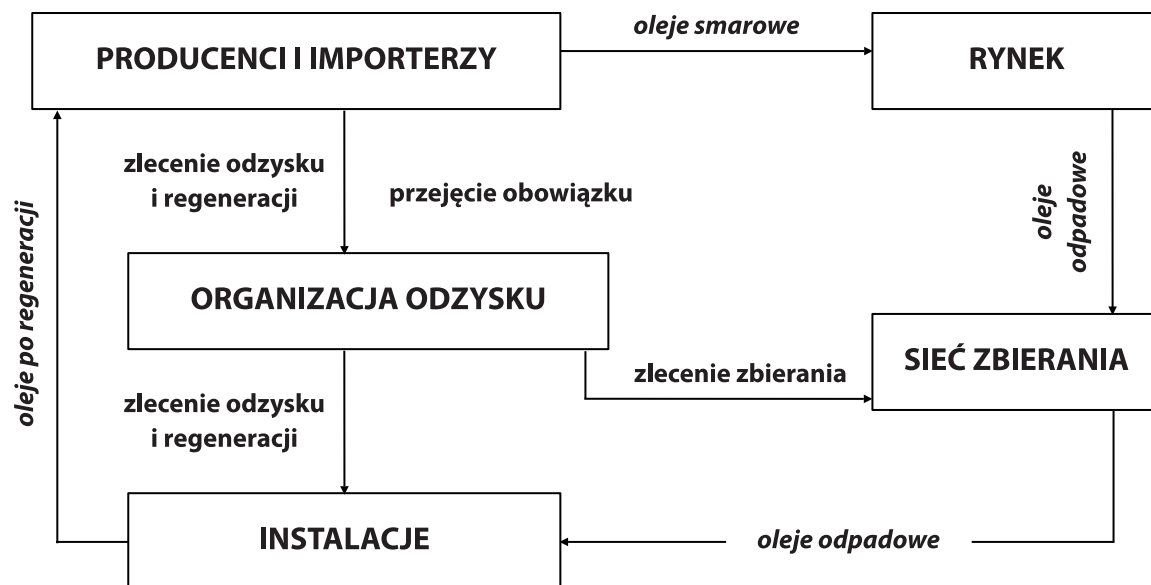 oleje smarowe
PRODUCENCI I IMPORTERZY
RYNEK
zlecenie odzysku
i regeneracji
przejęcie obowiązku
oleje
odpadowe
oleje po regeneracji
ORGANIZACJA ODZYSKU
SIEĆ ZBIERANIA
zlecenie zbierania
zlecenie odzysku
i regeneracji
INSTALACJE
oleje odpadowe